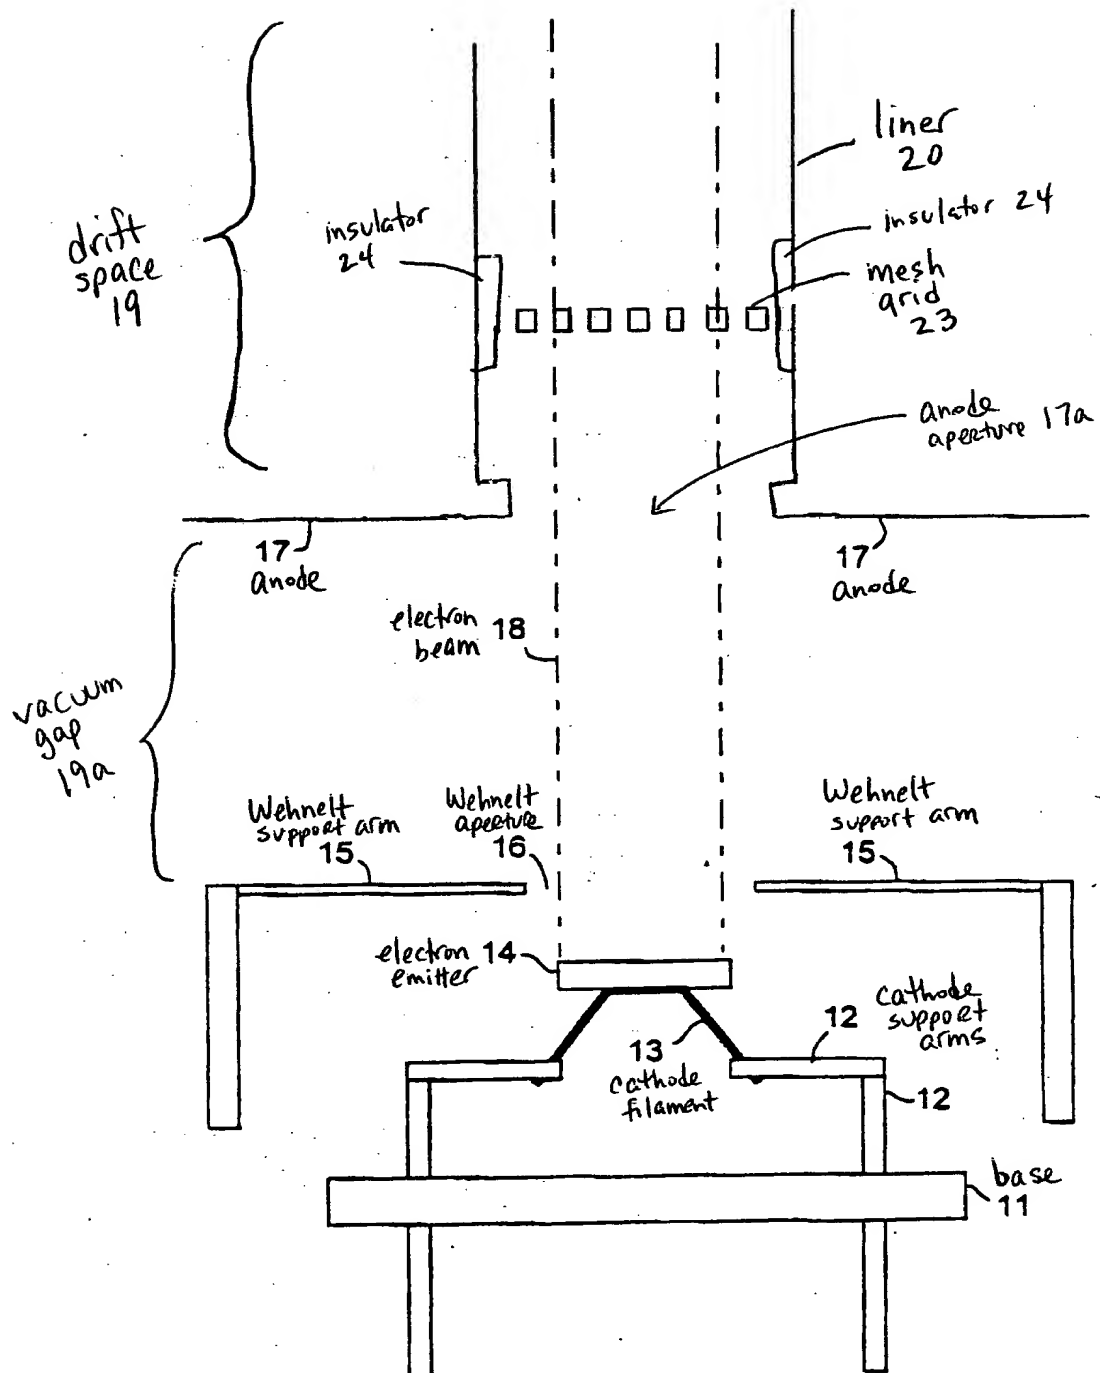 liner
20
insulator
24
insulator 24
drift
space
19
mesh
grid
23
anode
aperture 17a
17
anode
17
anode
electron
beam
18
vacuum
gap
19a
Wehnelt
support arm
15
Wehnelt
aperture
16
Wehnelt
support arm
15
electron
emitter
14
12
cathode
support
arms
13
cathode
filament
12
base
11